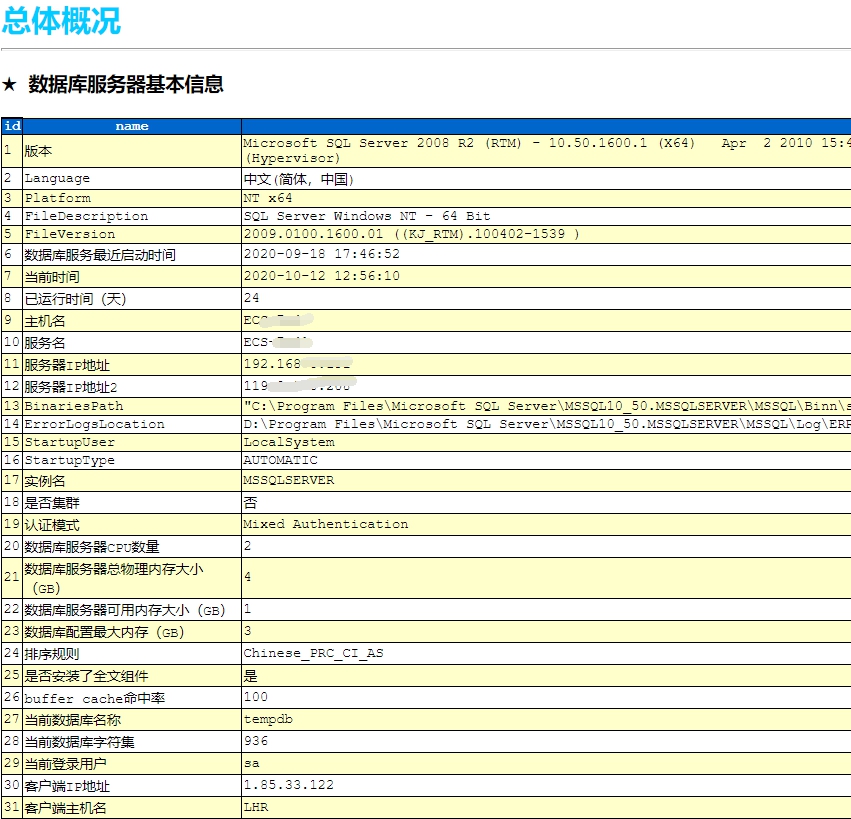 总体概况
★ 数据库服务器基本信息
id name
1 版本 Microsoft SQL Server 2008 R2 (RTM) - 10.50.1600.1 (X64) Apr 2 2010 15:4
(Hypervisor)
2 Language 中文(简体，中国)
3 Platform NT x64
4 FileDescription SQL Server Windows NT - 64 Bit
5 FileVersion 2009.0100.1600.01 ((KJ_RTM).100402-1539 )
6 数据库服务最近启动时间 2020-09-18 17:46:52
7 当前时间 2020-10-12 12:56:10
8 已运行时间（天） 24
9 主机名
10 服务名 ECS-
11 服务器IP地址 192.168
12 服务器IP地址2 119
13 BinariesPath "C:\Program Files\Microsoft SQL Server\MSSQL10_50.MSSQLSERVER\MSSQL\Binn\s
14 ErrorLogsLocation D:\Program Files\Microsoft SQL Server\MSSQL10_50.MSSQLSERVER\MSSQL\Log\ERR
15 StartupUser LocalSystem
16 StartupType AUTOMATIC
17 实例名 MSSQLSERVER
18 是否集群 否
19 认证模式 Mixed Authentication
20 数据库服务器CPU数量 2
21 数据库服务器总物理内存大小（GB） 4
22 数据库服务器可用内存大小（GB） 1
23 数据库配置最大内存（GB） 3
24 排序规则 Chinese_PRC_CI_AS
25 是否安装了全文组件 是
26 buffer cache命中率 100
27 当前数据库名称 tempdb
28 当前数据库字符集 936
29 当前登录用户 sa
30 客户端IP地址 1.85.33.122
31 客户端主机名 LHR